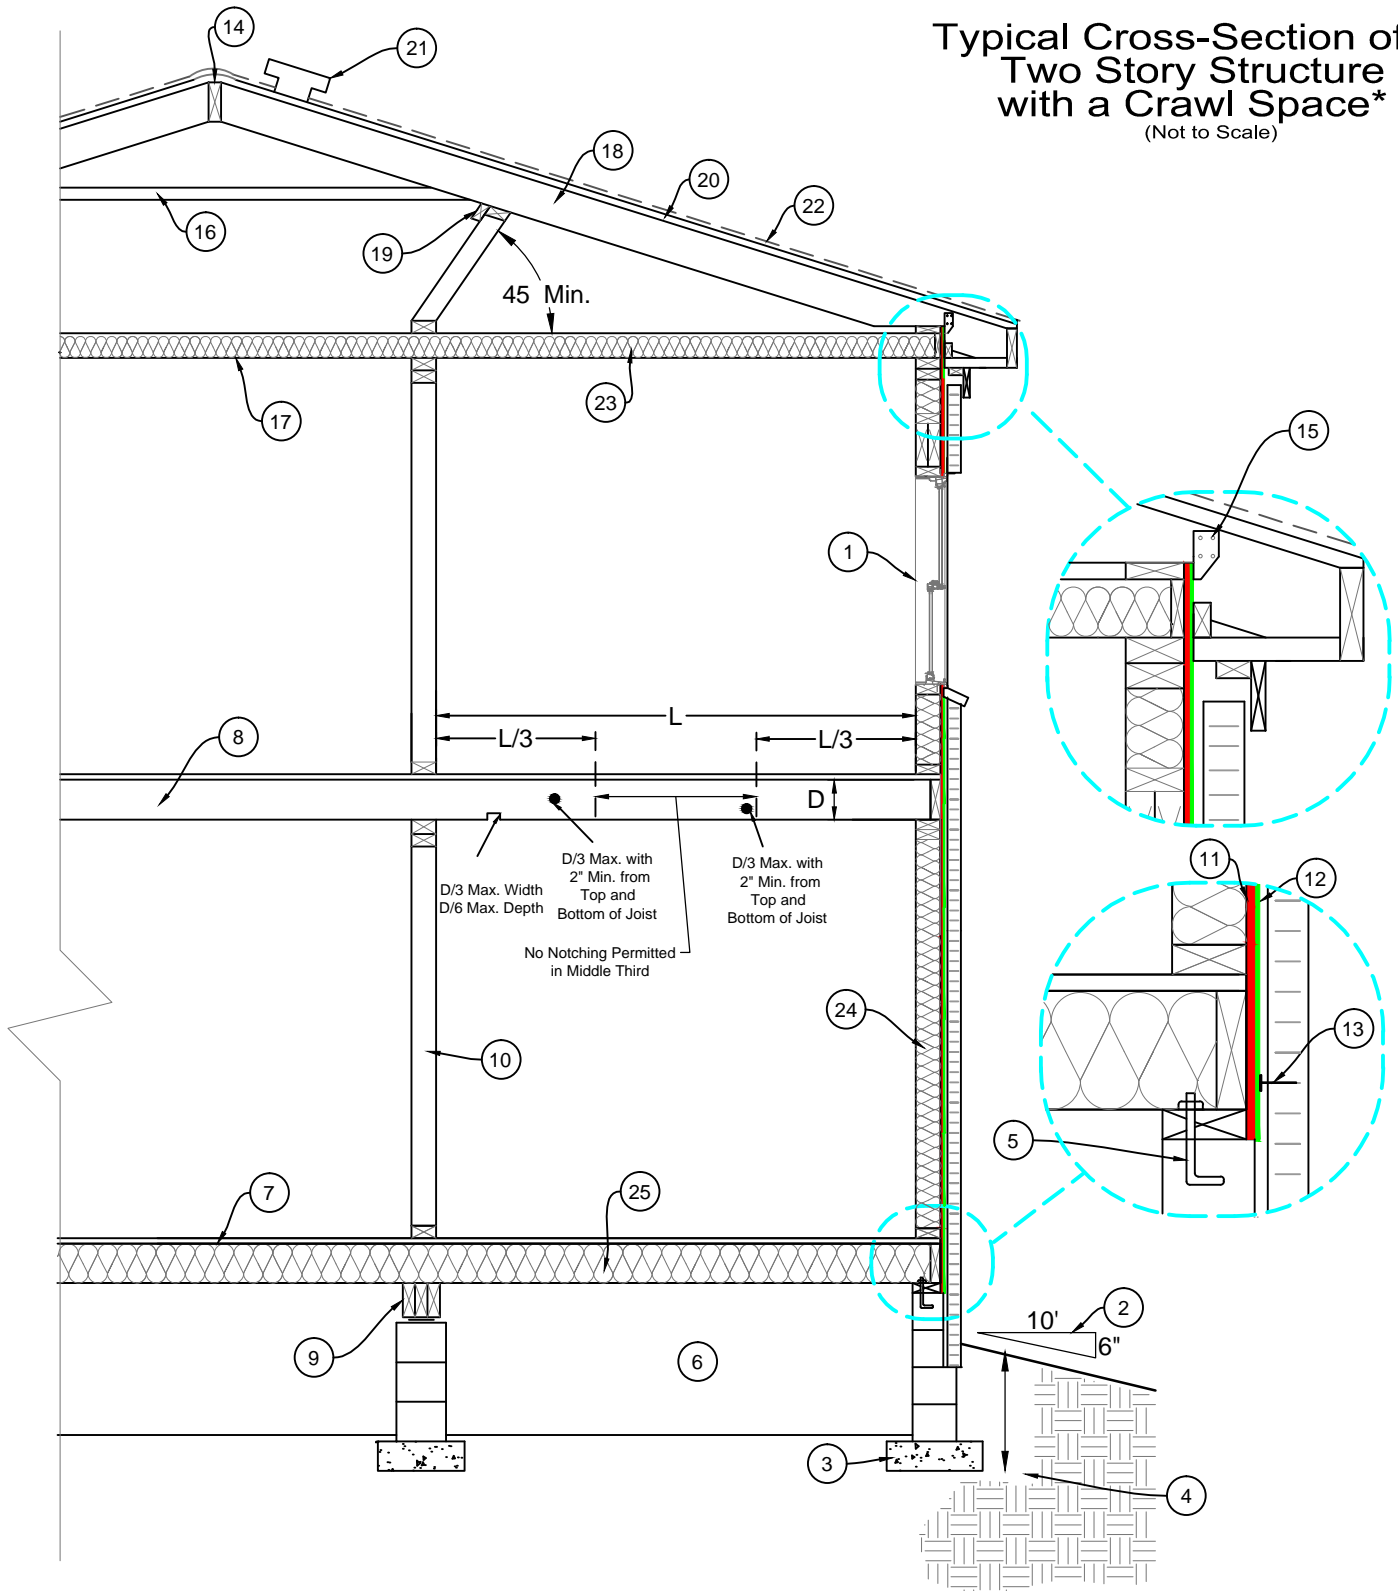 Typical Cross-Section of
Two Story Structure
with a Crawl Space*
(Not to Scale)
14
21
18
20
22
16
19
45 Min.
23
17
15
1
L
L/3
L/3
8
D
D/3 Max. Width
D/6 Max. Depth
D/3 Max. with
2" Min. from
Top and
Bottom of Joist
D/3 Max. with
2" Min. from
Top and
Bottom of Joist
No Notching Permitted
in Middle Third
11
12
24
13
10
5
7
25
2
10'
6"
9
6
3
4